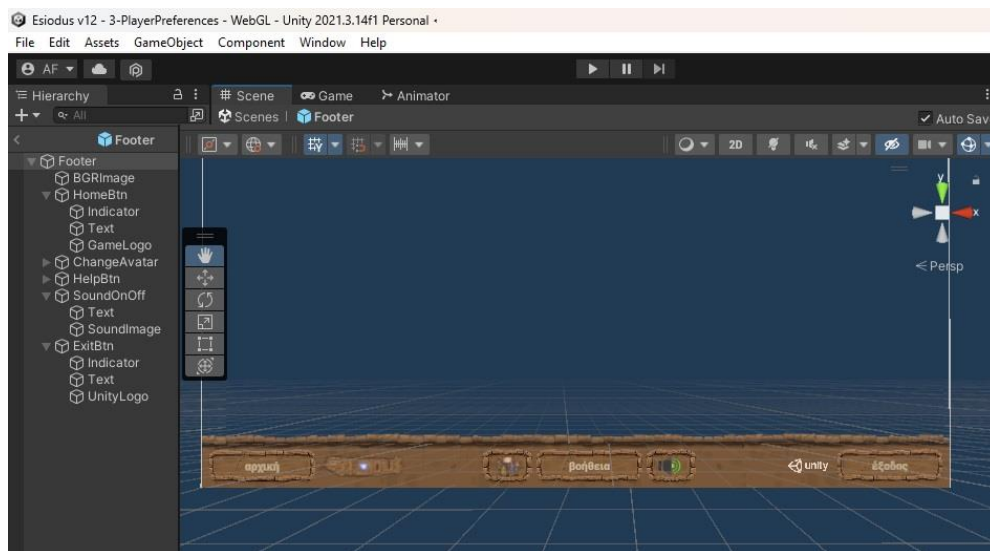 Esiodus v12 - 3-PlayerPreferences - WebGL - Unity 2021.3.14f1 Personal
File Edit Assets GameObject Component Window Help
AF
Hierarchy
# Scene Game Animator
All
Scenes | Footer
Auto Sav
Footer
2D
Footer
BGRImage
HomeBtn
Indicator
Text
GameLogo
ChangeAvatar
HelpBtn
SoundOnOff
Text
SoundImage
ExitBtn
Indicator
Text
UnityLogo
y
x
Persp
αρχική βοήθεια unity έξοδος